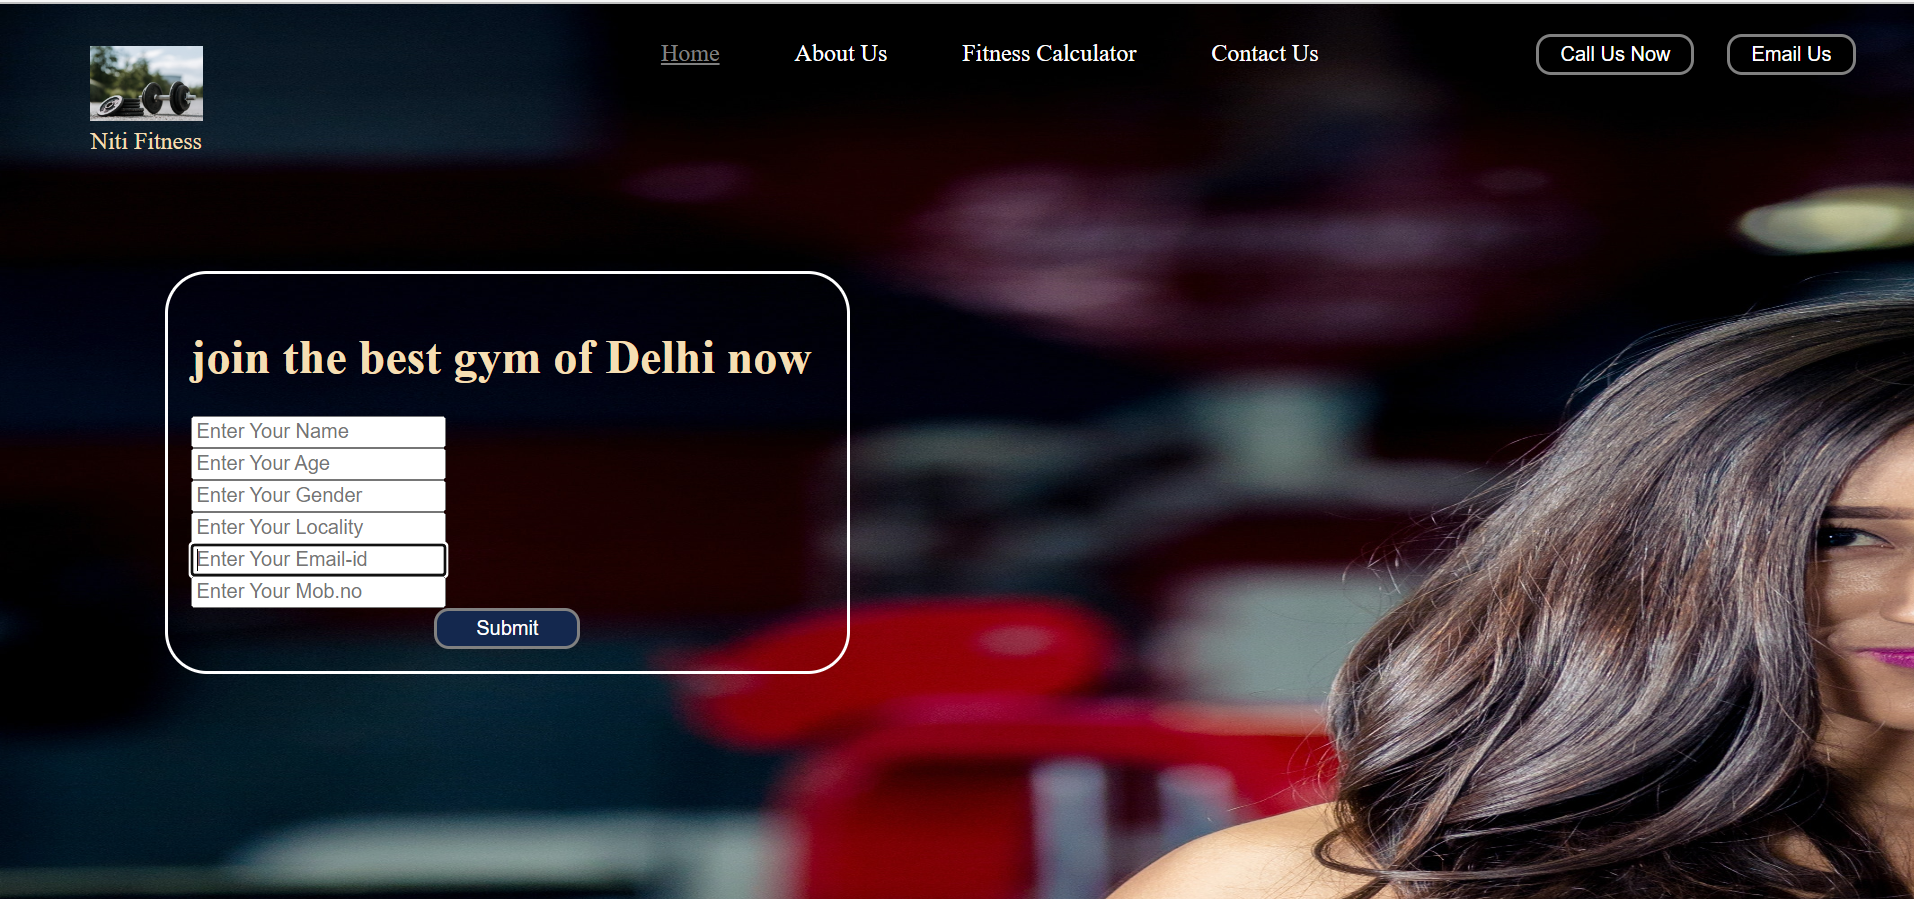 Home
About Us
Fitness Calculator
Contact Us
Call Us Now
Email Us
Niti Fitness
join the best gym of Delhi now
Enter Your Name
Enter Your Age
Enter Your Gender
Enter Your Locality
Enter Your Email-id
Enter Your Mob.no
Submit